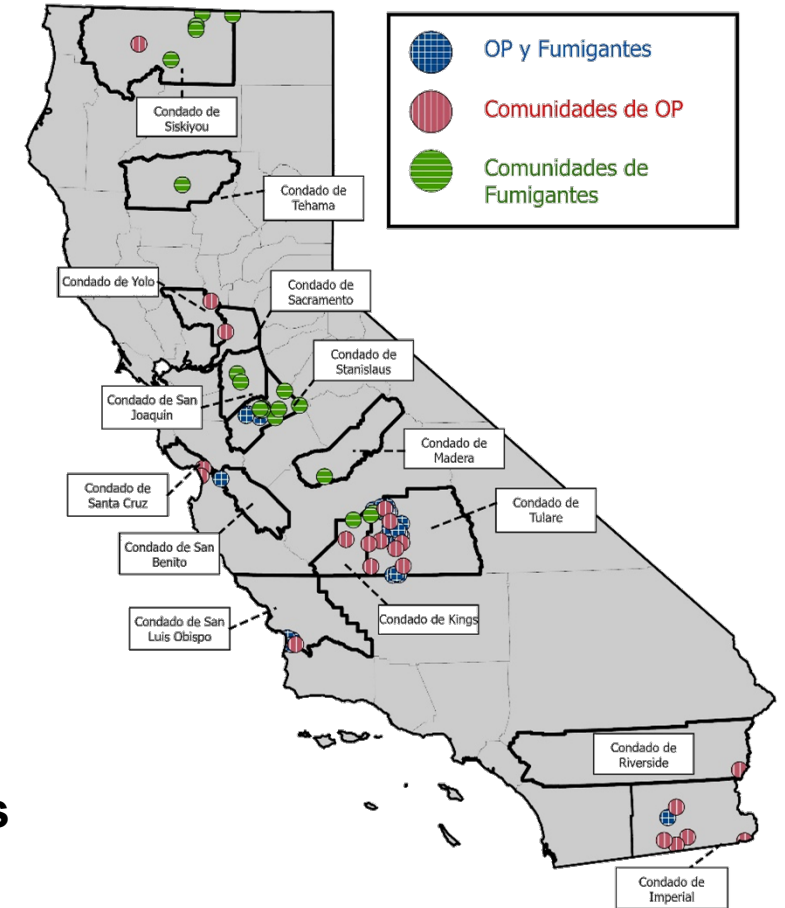 OP y Fumigantes
Comunidades de OP
Comunidades de
Fumigantes
Condado de
Siskiyou
Condado de
Tehama
Condado de Yolo
Condado de
Sacramento
Condado de
Stanislaus
Condado de San
Joaquin
Condado de
Madera
Condado de
Santa Cruz
Condado de
Tulare
Condado de San
Benito
Condado de San
Luis Obispo
Condado de Kings
Condado de
Riverside
s
Condado de
Imperial